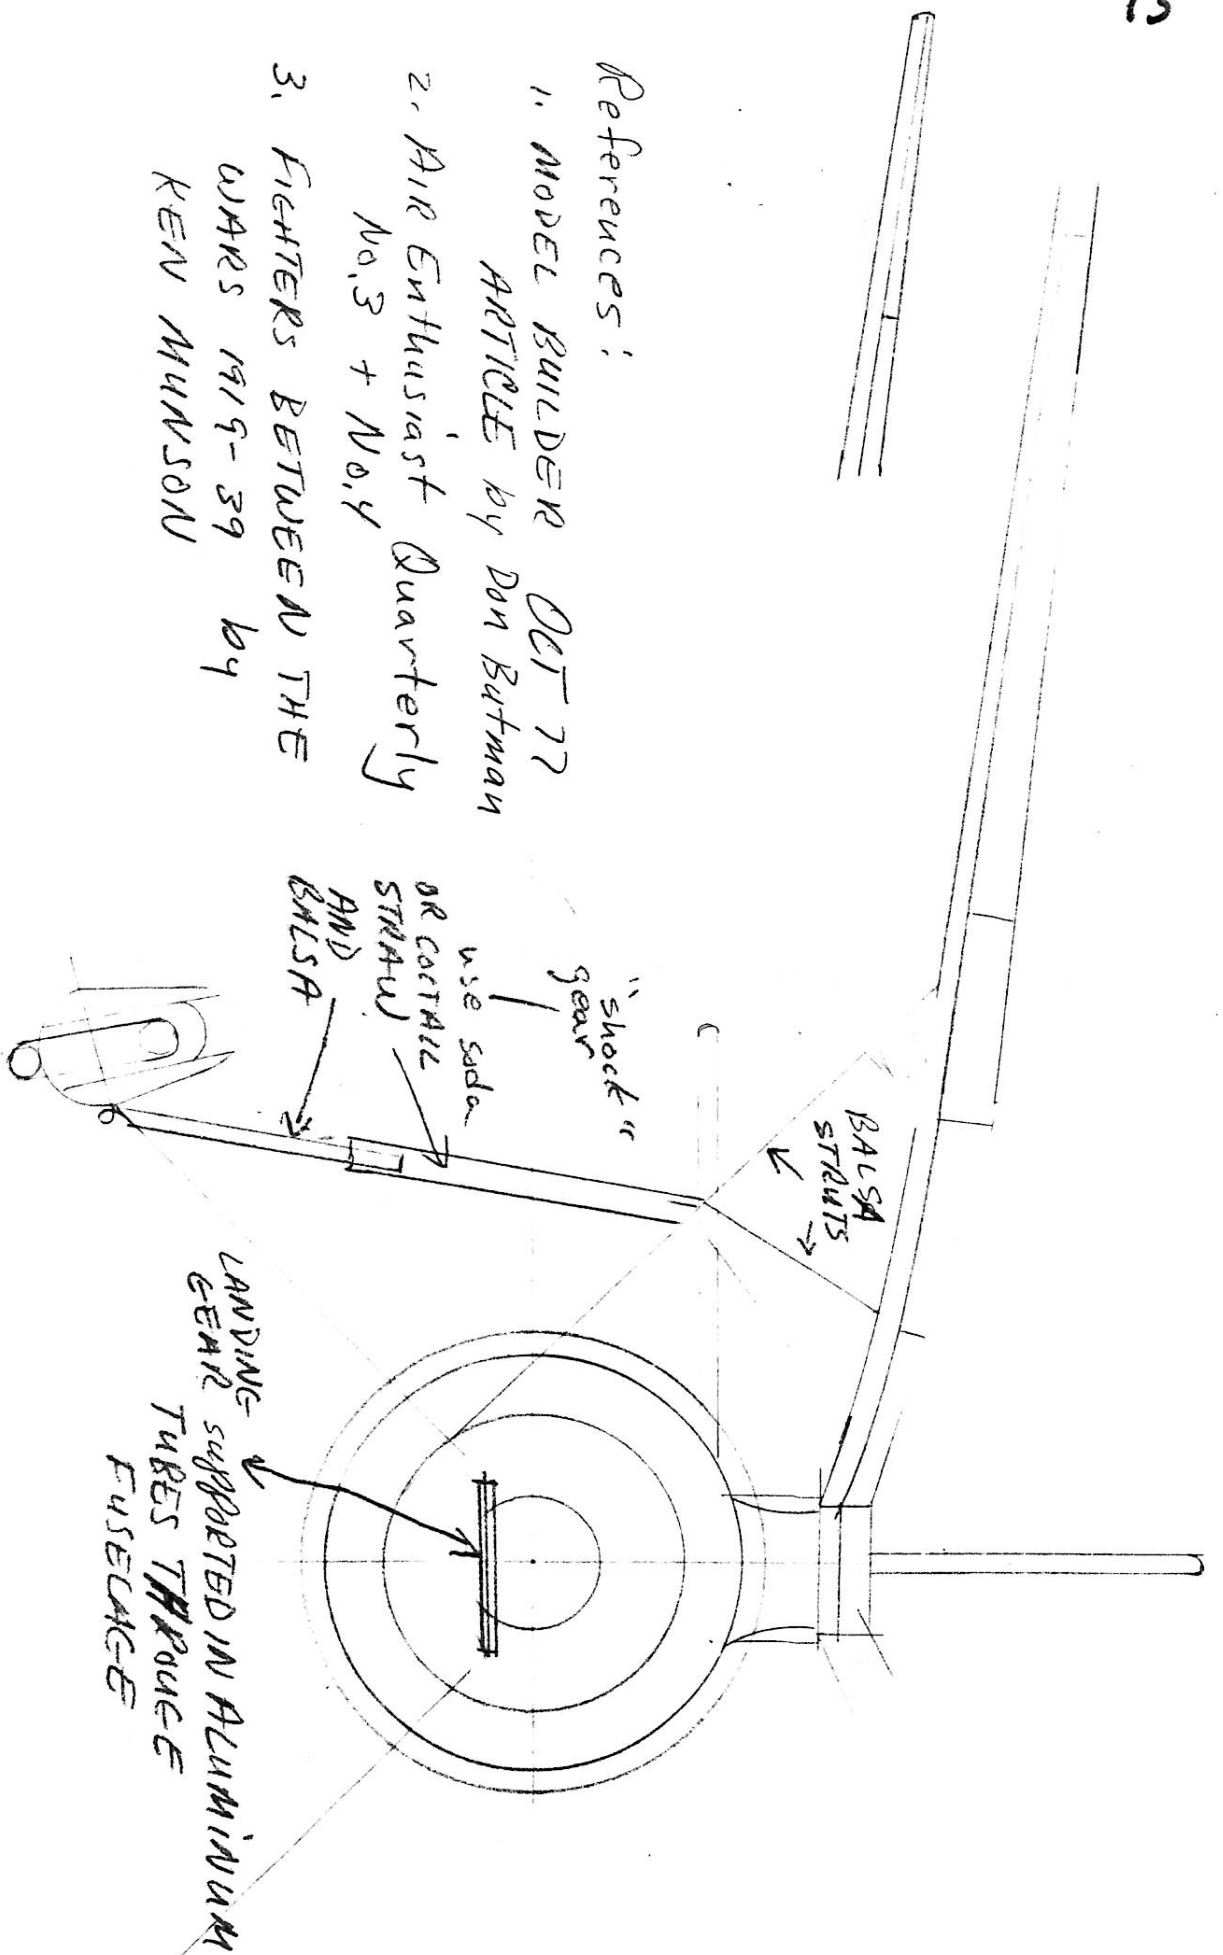 13
References:
1. MODEL BUILDER OCT 77
ARTICLE by Don Butman
2. AIR Enthusiast Quarterly
No.3 + No.4
3. FIGHTERS BETWEEN THE
WARS 1919-39 by
KEN MUNSON
BALSA
STRUTS
"shock"
gear
use soda
OR COCTAIL
STRAW
AND
BALSA
LANDING
GEAR supported in ALUMINUM
TUBES THROUGE
FUSELAGE